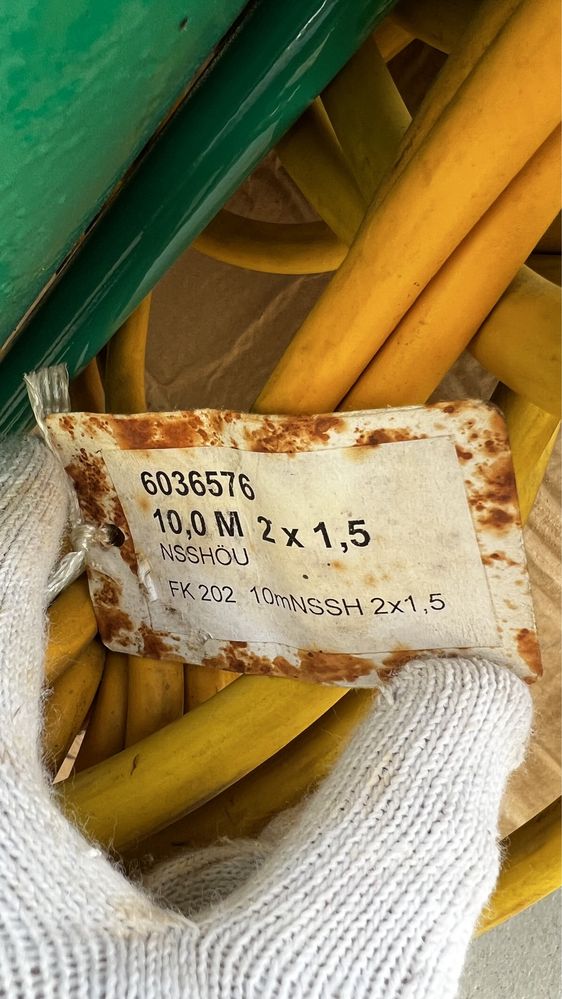 6036576
10,0 M 2 x 1,5
NSSHÖU
FK 202 10mNSSH 2x1,5